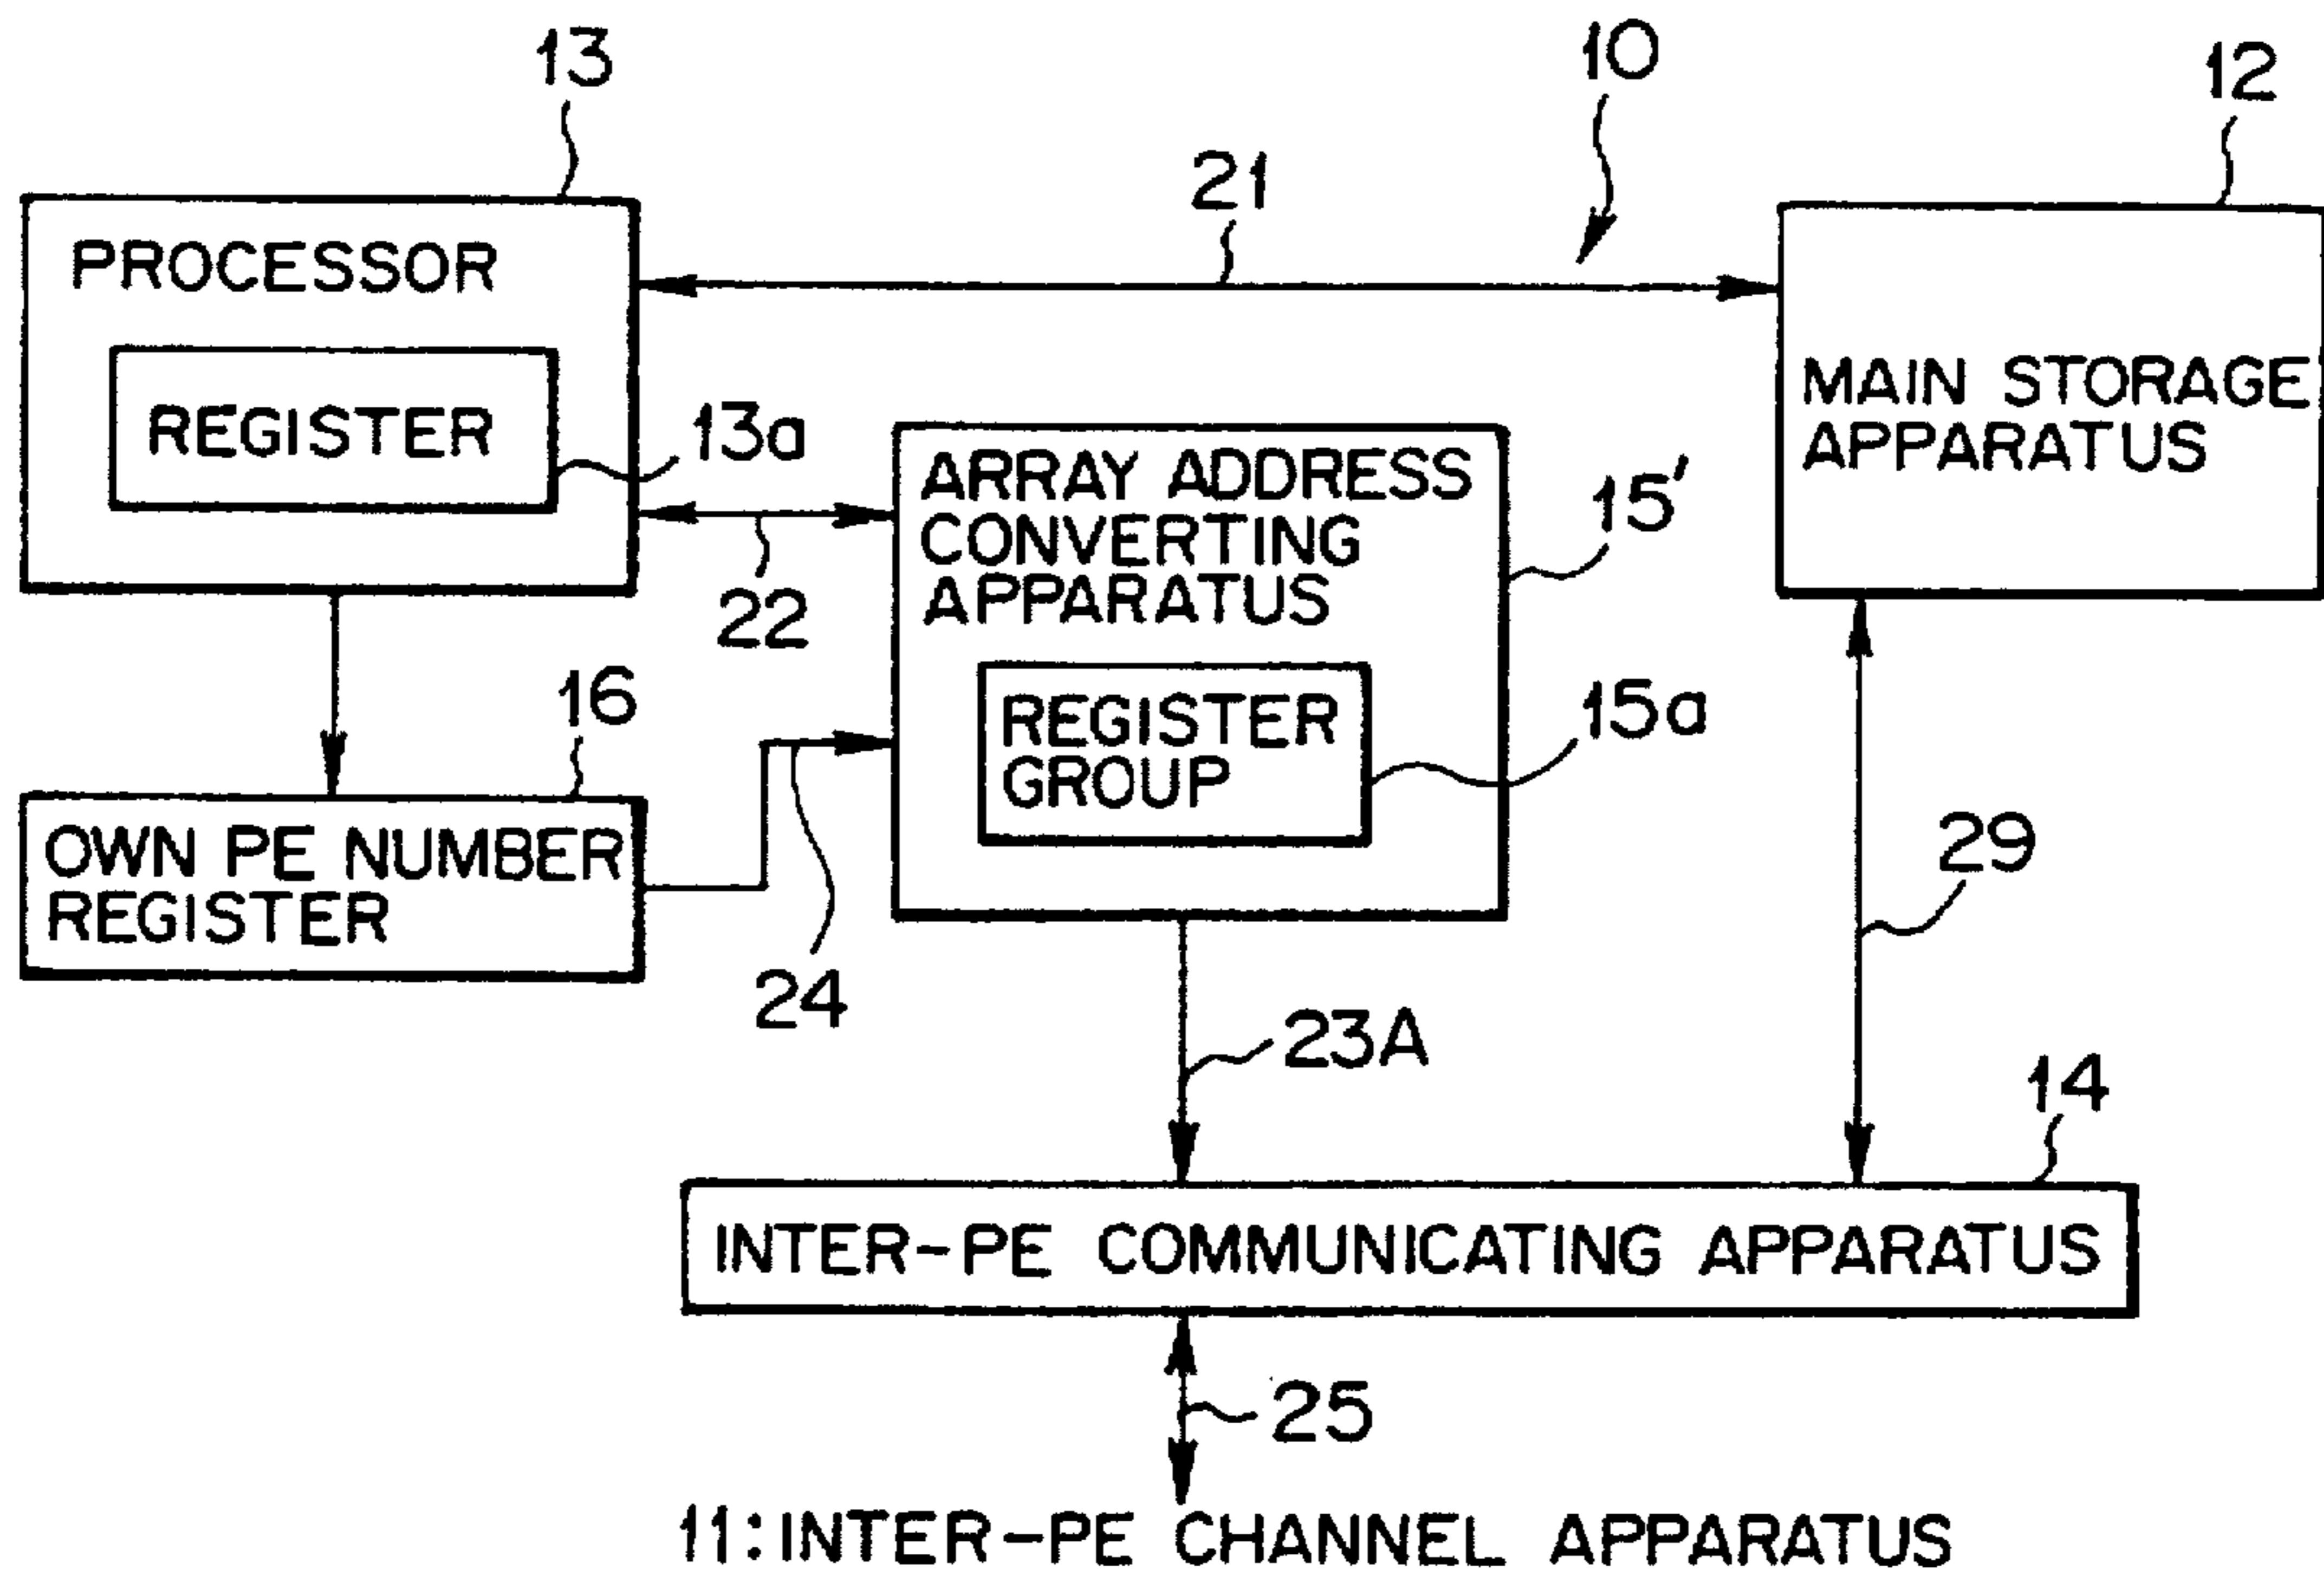 13
10
12
21
PROCESSOR
REGISTER
13a
MAIN STORAGE
APPARATUS
ARRAY ADDRESS
CONVERTING
APPARATUS
15'
22
16
REGISTER
GROUP
15a
OWN PE NUMBER
REGISTER
29
24
23A
14
INTER-PE COMMUNICATING APPARATUS
25
11:INTER-PE CHANNEL APPARATUS